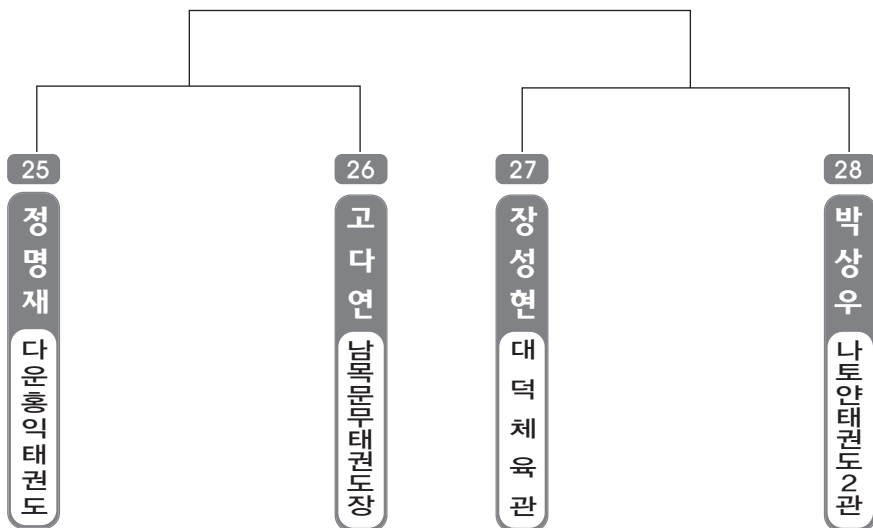 25
정명재
다운홍익태권도
26
고다연
남목문무태권도장
27
장성현
대덕체육관
28
박상우
나토얀태권도2관